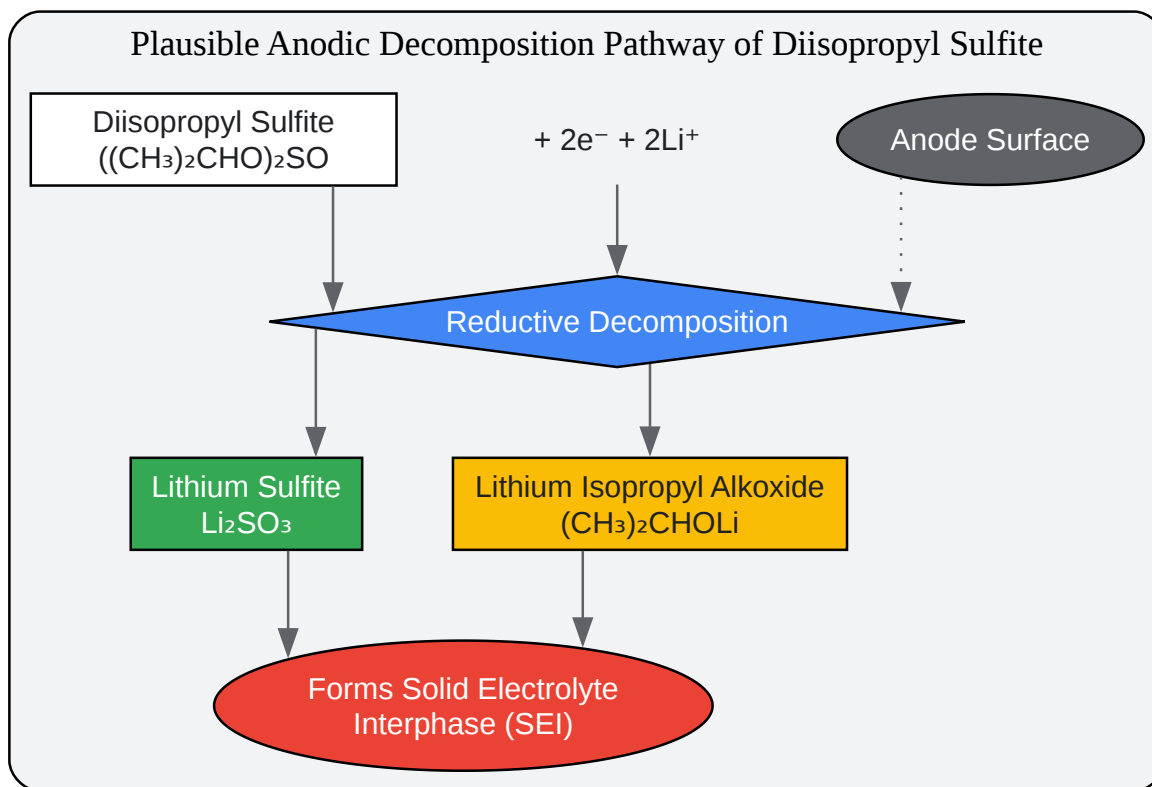 Plausible Anodic Decomposition Pathway of Diisopropyl Sulfite
Diisopropyl Sulfite
((CH₃)₂CHO)₂SO
+ 2e⁻ + 2Li⁺
Anode Surface
Reductive Decomposition
Lithium Sulfite
Li₂SO₃
Lithium Isopropyl Alkoxide
(CH₃)₂CHOLi
Forms Solid Electrolyte
Interphase (SEI)